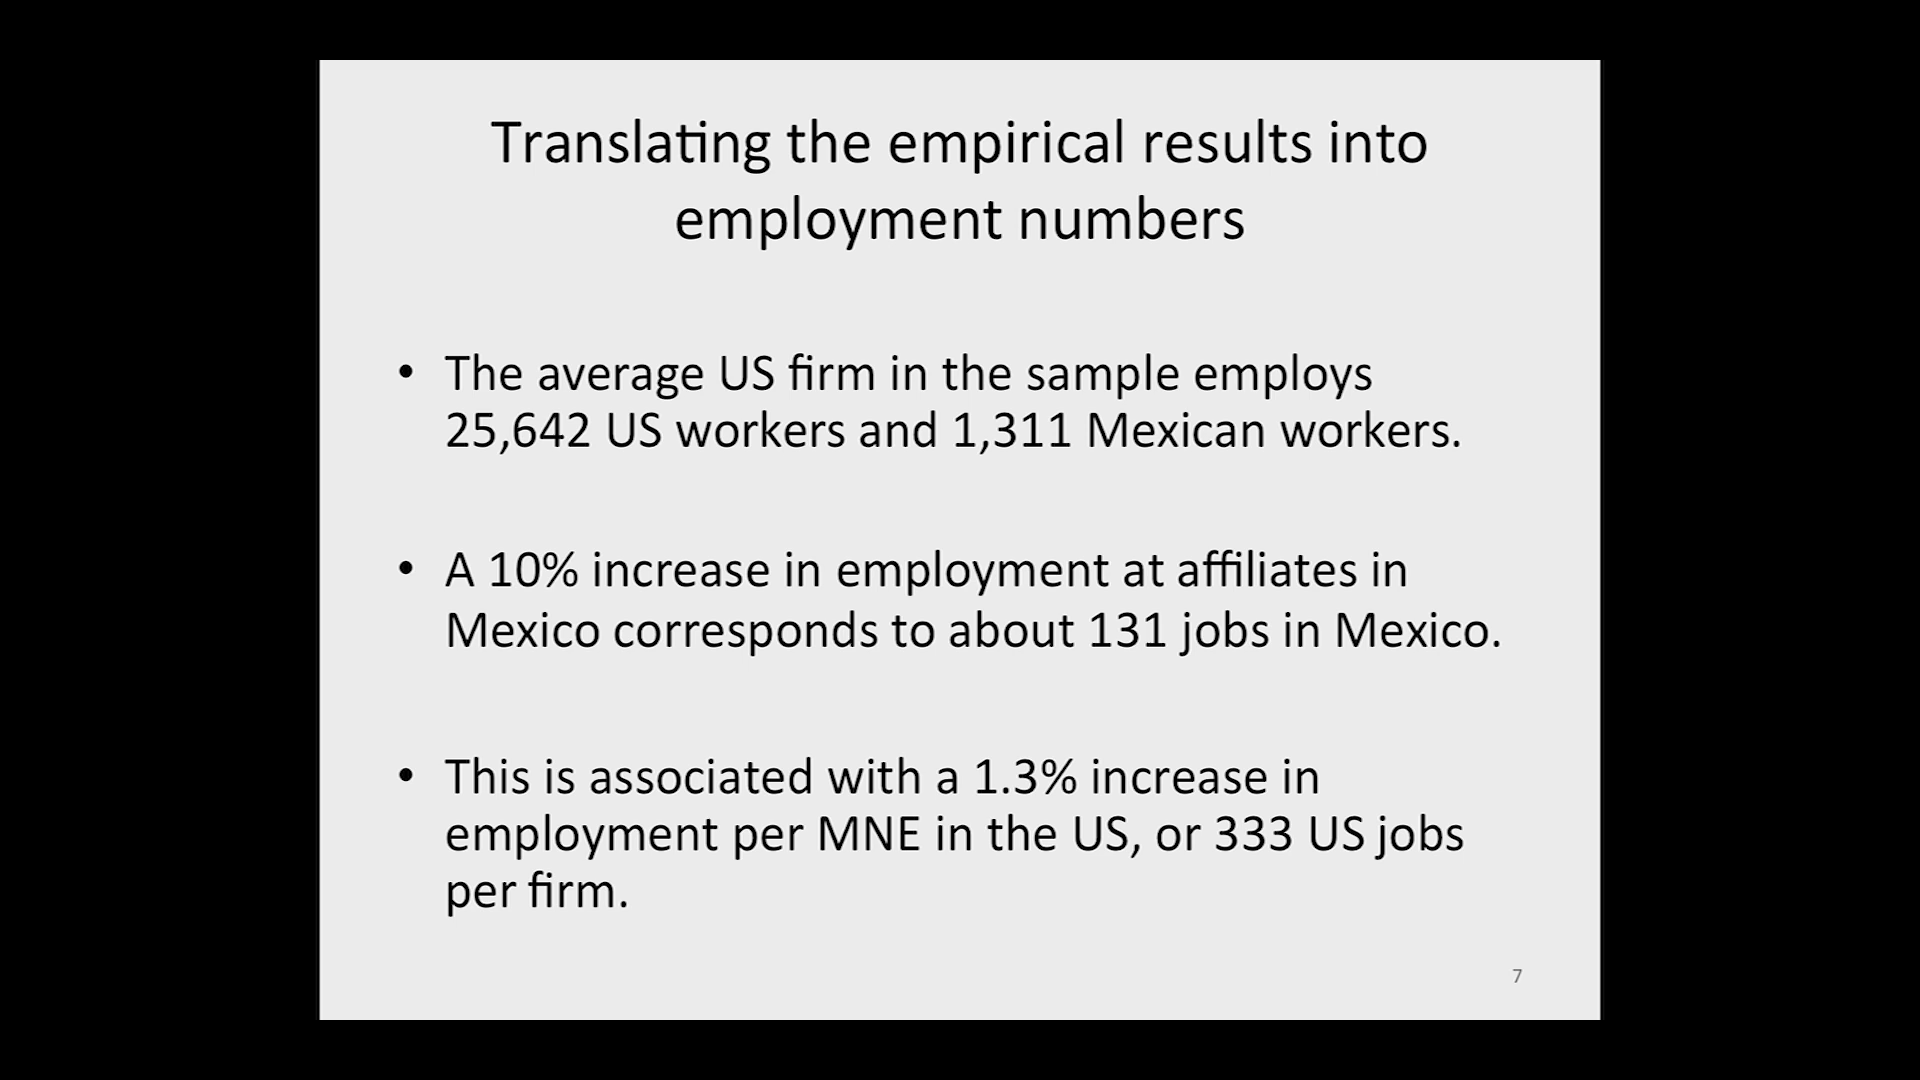 Translating the empirical results into
employment numbers
• The average US firm in the sample employs
25,642 US workers and 1,311 Mexican workers.
• A 10% increase in employment at affiliates in
Mexico corresponds to about 131 jobs in Mexico.
• This is associated with a 1.3% increase in
employment per MNE in the US, or 333 US jobs
per firm.
7